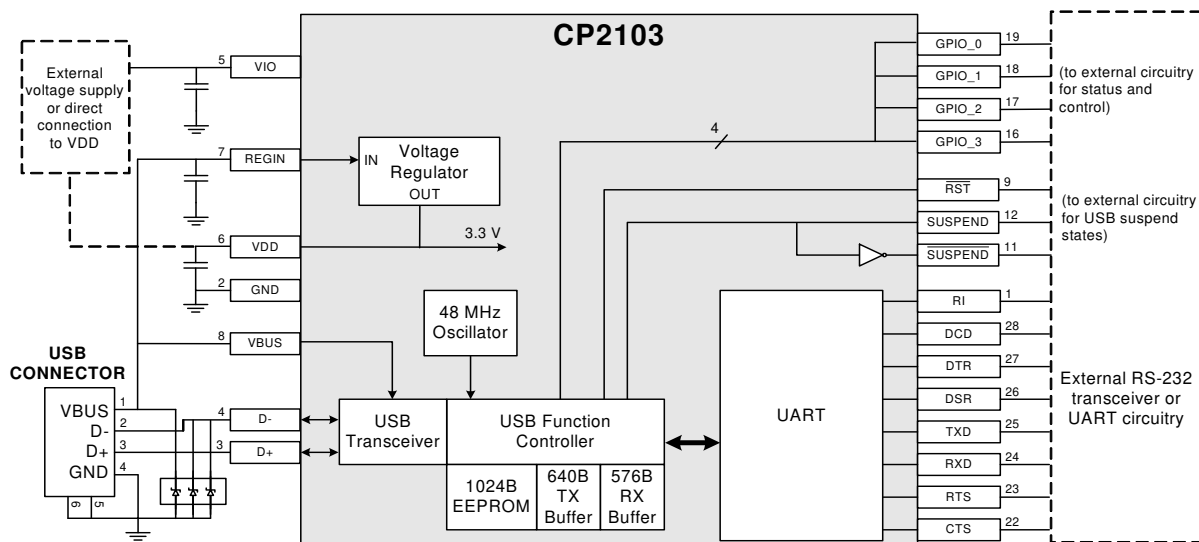 CP2103
External
voltage supply
or direct
connection
to VDD
5
VIO
7
REGIN
IN
Voltage
Regulator
OUT
6
VDD
3.3 V
2
GND
48 MHz
Oscillator
8
VBUS
USB
CONNECTOR
VBUS
D-
D+
GND
1
2
3
4
6
5
4
D-
3
D+
USB
Transceiver
USB Function
Controller
1024B
EEPROM
640B
TX
Buffer
576B
RX
Buffer
UART
4
GPIO_0
19
GPIO_1
18
GPIO_2
17
GPIO_3
16
RST
9
SUSPEND
12
SUSPEND
11
RI
1
DCD
28
DTR
27
DSR
26
TXD
25
RXD
24
RTS
23
CTS
22
(to external circuitry
for status and
control)
(to external circuitry
for USB suspend
states)
External RS-232
transceiver or
UART circuitry